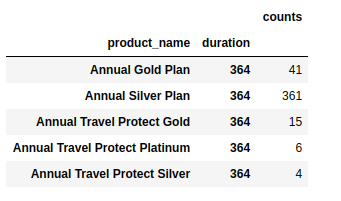 counts
product_name duration
Annual Gold Plan 364 41
Annual Silver Plan 364 361
Annual Travel Protect Gold 364 15
Annual Travel Protect Platinum 364 6
Annual Travel Protect Silver 364 4